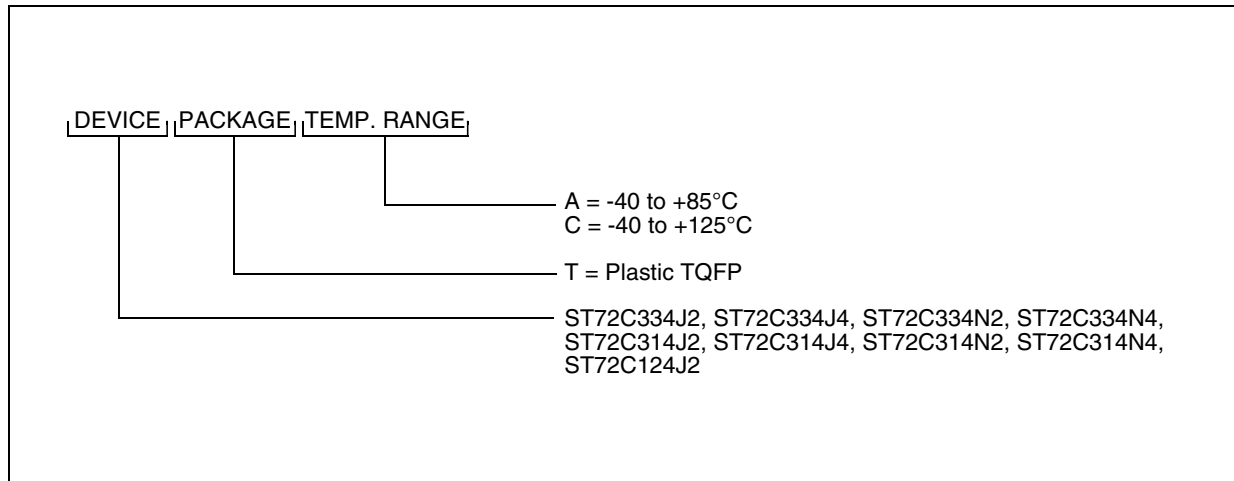 DEVICE PACKAGE TEMP. RANGE
A = -40 to +85°C
C = -40 to +125°C
T = Plastic TQFP
ST72C334J2, ST72C334J4, ST72C334N2, ST72C334N4,
ST72C314J2, ST72C314J4, ST72C314N2, ST72C314N4,
ST72C124J2